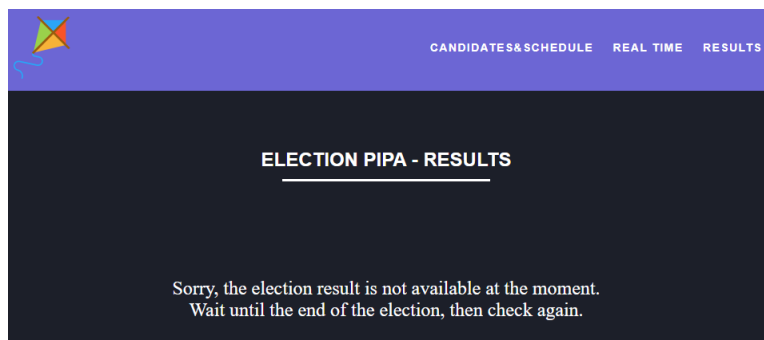 CANDIDATES&SCHEDULE REAL TIME RESULTS
ELECTION PIPA - RESULTS
Sorry, the election result is not available at the moment.
Wait until the end of the election, then check again.